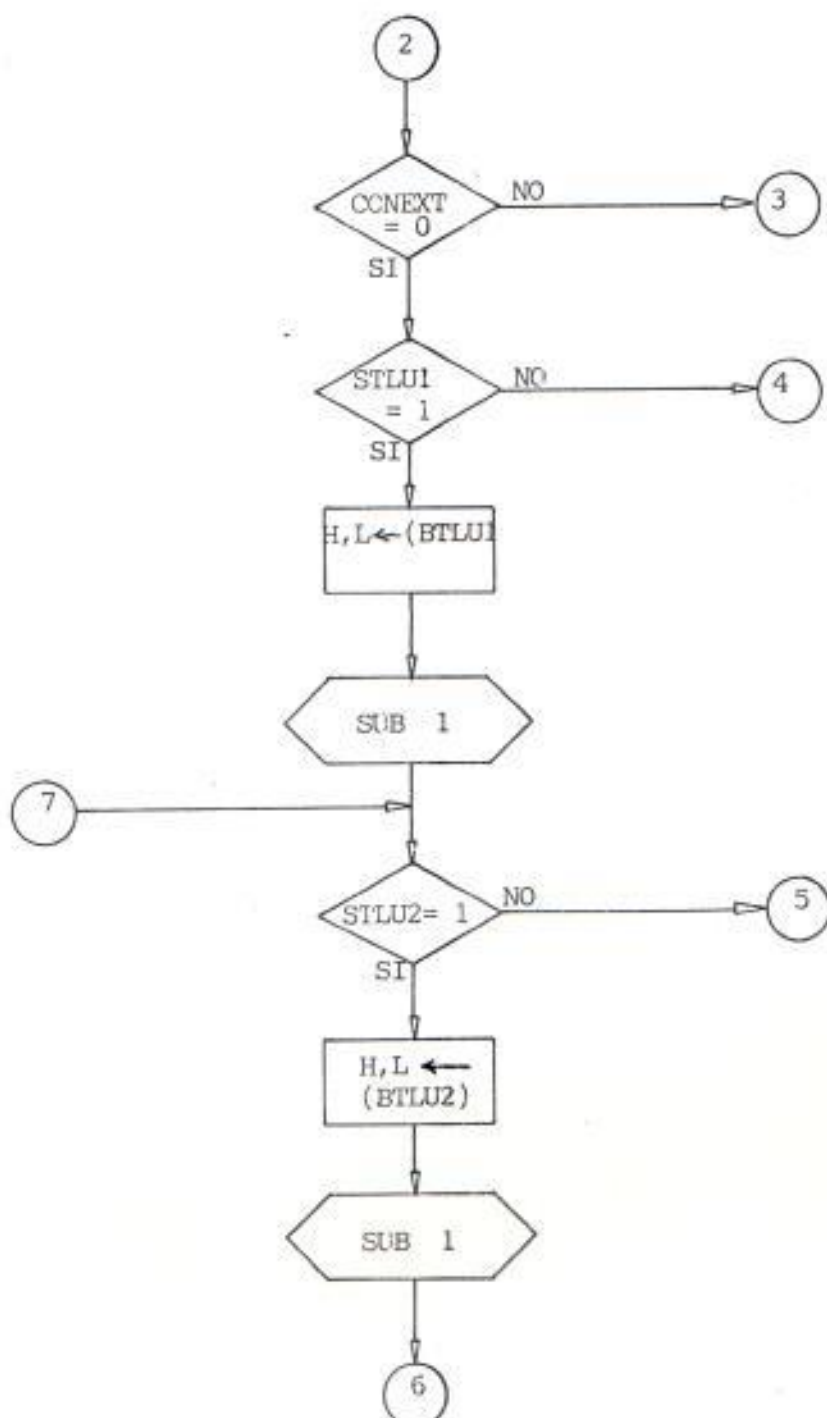 2
CCNEXT
= 0
NO
3
SI
STLU1
= 1
NO
4
SI
H,L←(BTLU1
SUB 1
7
STLU2= 1
NO
5
SI
H,L ←
(BTLU2)
SUB 1
6